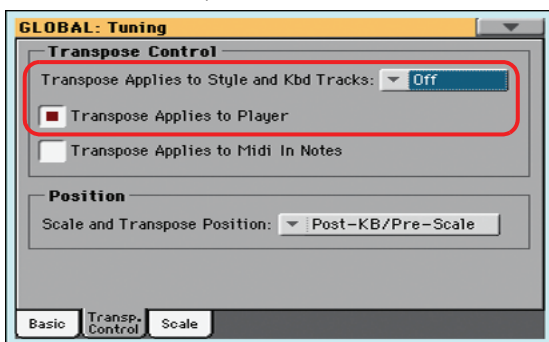 GLOBAL: Tuning
Transpose Control
Transpose Applies to Style and Kbd Tracks: Off
Transpose Applies to Player
Transpose Applies to Midi In Notes
Position
Scale and Transpose Position: Post-KB/Pre-Scale
Basic
Transp.
Control
Scale